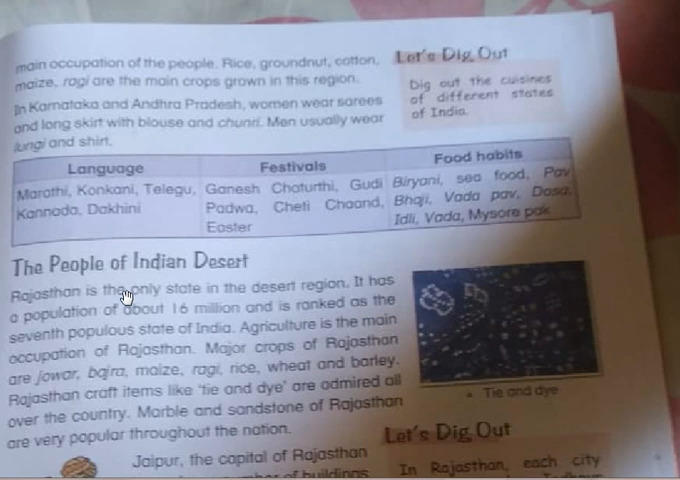 main occupation of the people. Rice, groundnut, cotton,
maize, ragi are the main crops grown in this region.
In Karnataka and Andhra Pradesh, women wear sarees
and long skirt with blouse and chunri. Men usually wear
lungi and shirt.
Let's Dig Out
Dig out the cuisines
of different states
of India.
Language
Marathi, Konkani, Telegu,
Kannada, Dakhini
Festivals
Ganesh Chaturthi, Gudi
Padwa, Cheti Chaand,
Easter
Food habits
Biryani, sea food, Pav
Bhaji, Vada pav, Dosa,
Idli, Vada, Mysore pak
The People of Indian Desert
Rajasthan is the only state in the desert region. It has
a population of about 16 million and is ranked as the
seventh populous state of India. Agriculture is the main
occupation of Rajasthan. Major crops of Rajasthan
are jowar, bajra, maize, ragi, rice, wheat and barley.
Rajasthan craft items like 'tie and dye' are admired all
over the country. Marble and sandstone of Rajasthan
are very popular throughout the nation.
Tie and dye
Jaipur, the capital of Rajasthan
number of buildings
Let's Dig Out
In Rajasthan, each city